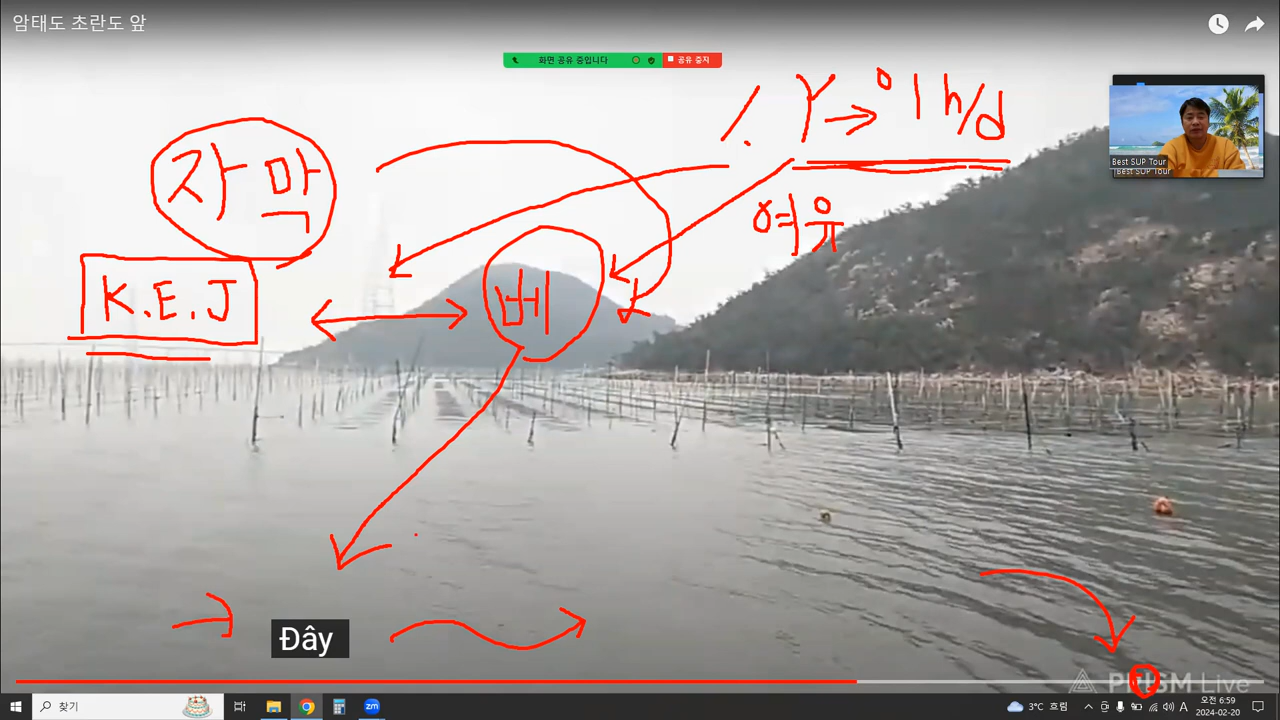 암태도 초란도 앞
화면 공유 중입니다
공유 중지
Y → 이 h/d
여유
자막
K.E.J
베
Best SUP Tour
Best SUP Tour
Đây
PRISM Live
찾기
zm
3°C 흐림
A
오전 6:59
2024-02-20